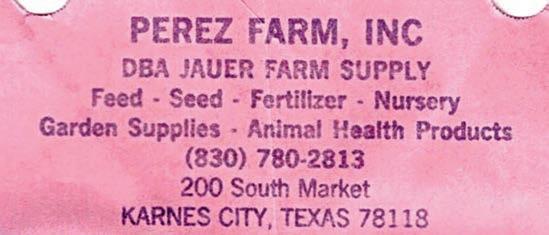 PEREZ FARM, INC
DBA JAUER FARM SUPPLY
Feed - Seed - Fertilizer - Nursery
Garden Supplies - Animal Health Products
(830) 780-2813
200 South Market
KARNES CITY, TEXAS 78118